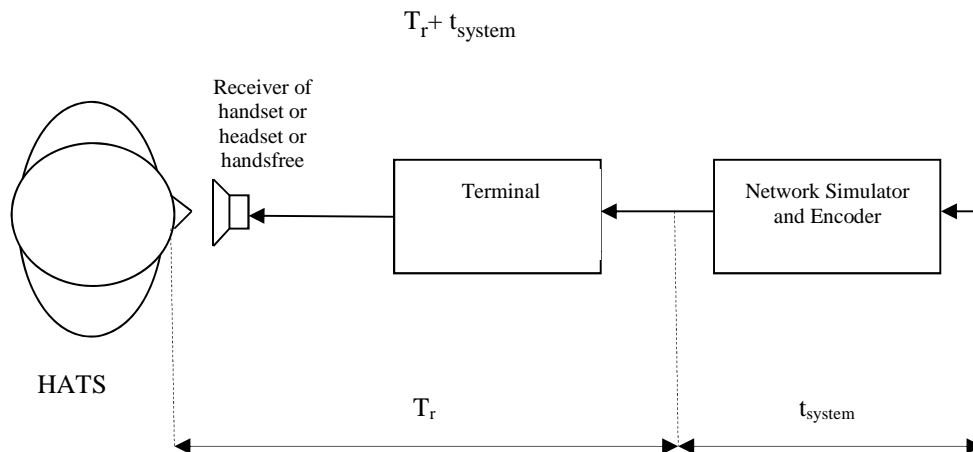 Tr+ tsystem
Receiver of
handset or
headset or
handsfree
Terminal
Network Simulator
and Encoder
HATS
Tr
tsystem